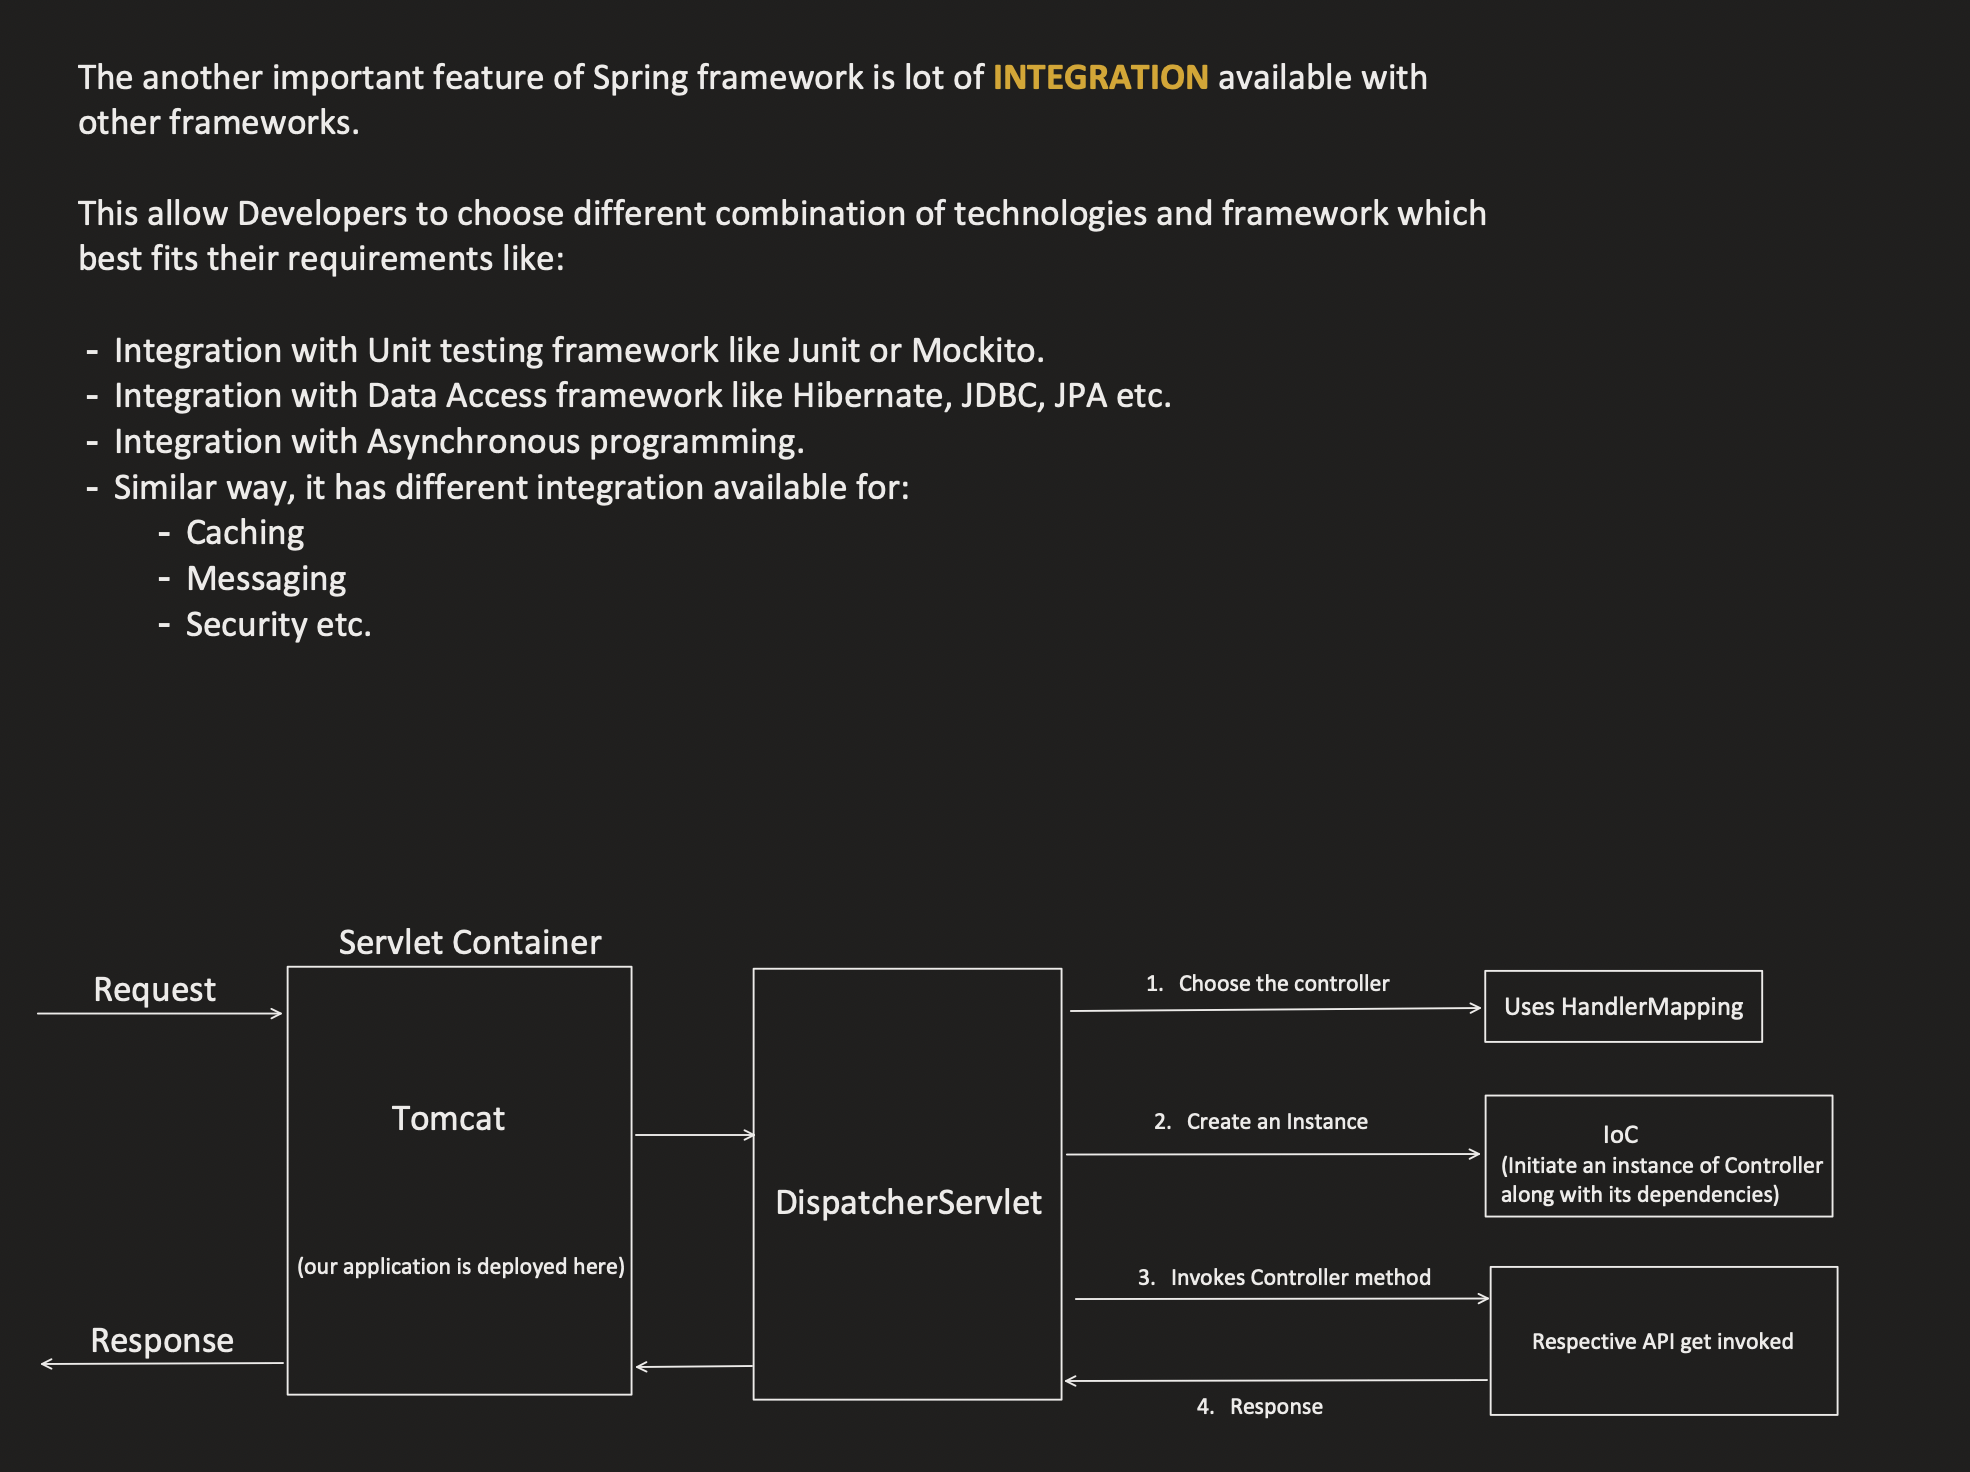 The another important feature of Spring framework is lot of INTEGRATION available with
other frameworks.
This allow Developers to choose different combination of technologies and framework which
best fits their requirements like:
- Integration with Unit testing framework like Junit or Mockito.
- Integration with Data Access framework like Hibernate, JDBC, JPA etc.
- Integration with Asynchronous programming.
- Similar way, it has different integration available for:
- Caching
- Messaging
- Security etc.
Servlet Container
Request
Tomcat
(our application is deployed here)
Response
DispatcherServlet
1. Choose the controller
Uses HandlerMapping
2. Create an Instance
IoC
(Initiate an instance of Controller
along with its dependencies)
3. Invokes Controller method
Respective API get invoked
4. Response